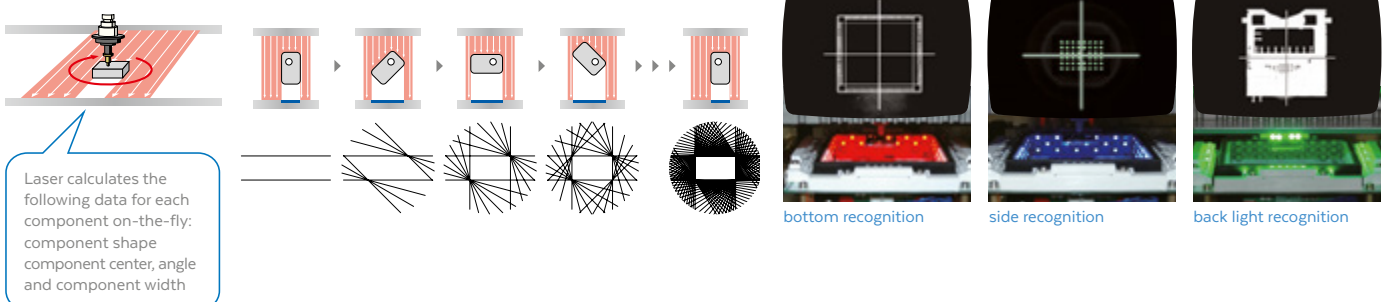 Laser calculates the
following data for each
component on-the-fly:
component shape
component center, angle
and component width
bottom recognition
side recognition
back light recognition